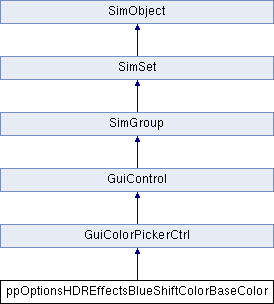 SimObject
SimSet
SimGroup
GuiControl
GuiColorPickerCtrl
ppOptionsHDREffectsBlueShiftColorBaseColor